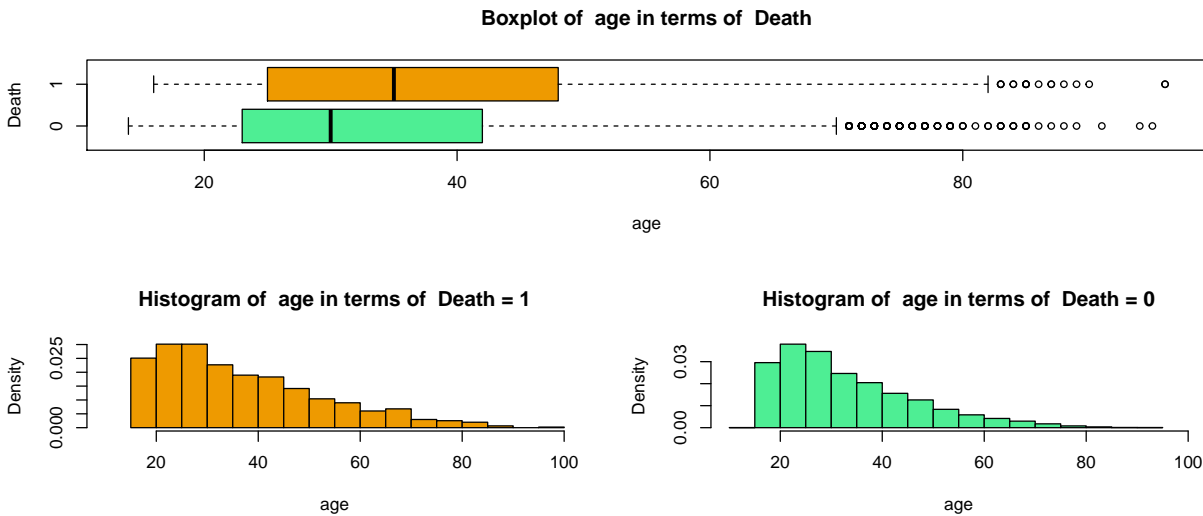 Boxplot of  age in terms of  Death
Death
1
0
20 40 60 80
age
Histogram of  age in terms of  Death = 1
Density
0.025
0.000
20 40 60 80 100
age
Histogram of  age in terms of  Death = 0
Density
0.03
0.00
20 40 60 80 100
age